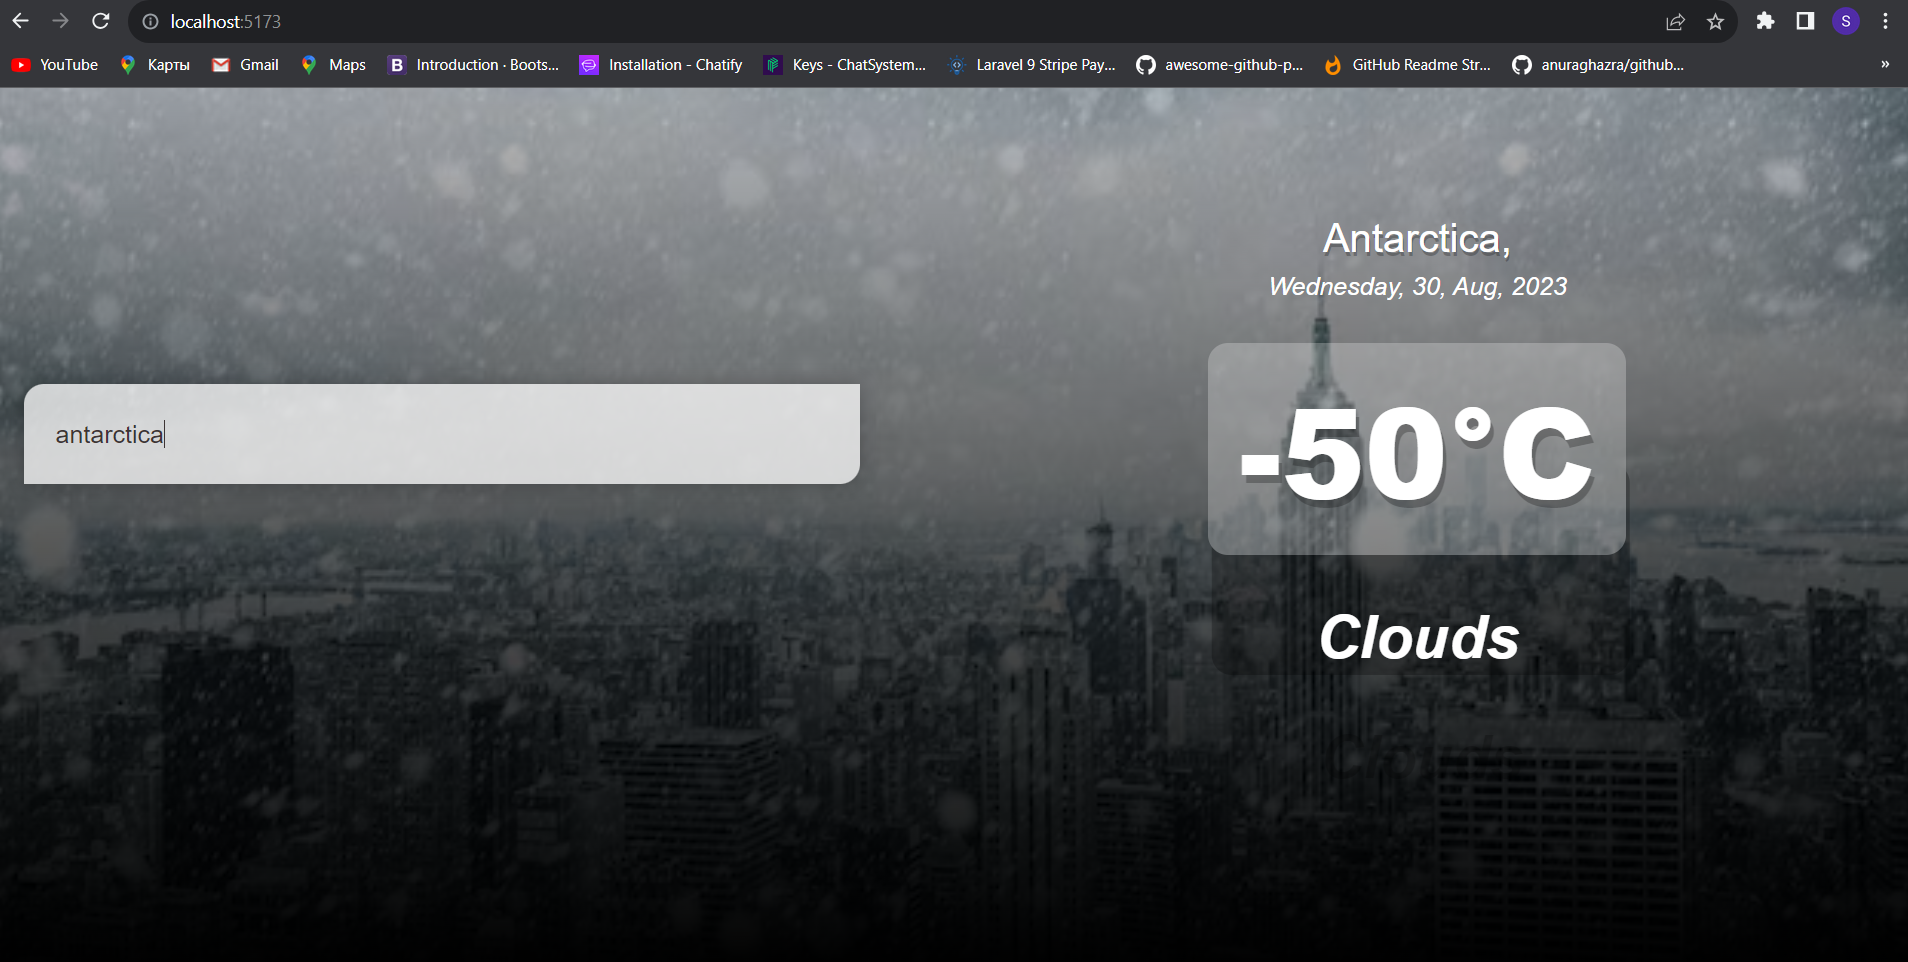 localhost:5173
YouTube Карты Gmail Maps B Introduction · Boots... Installation - Chatify Keys - ChatSystem... Laravel 9 Stripe Pay... awesome-github-p... GitHub Readme Str... anuraghazra/github... »
S
Antarctica,
Wednesday, 30, Aug, 2023
antarctica
-50°C
Clouds